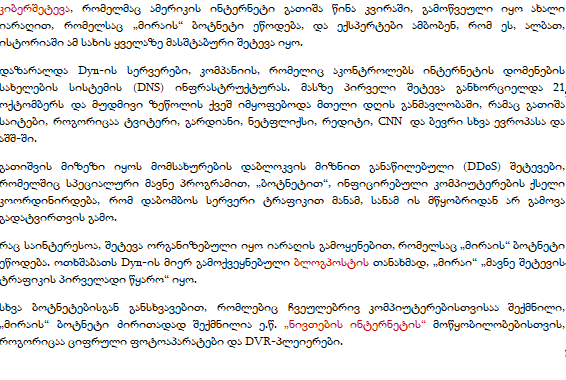 კიბერშეტევა, რომელმაც ამერიკის ინტერნეტი გათიშა წინა კვირაში, გამოწვეული იყო ახალი
იარაღით, რომელსაც „მირაის“ ბოტნეტი ეწოდება, და ექსპერტები ამბობენ, რომ ეს, ალბათ,
ისტორიაში ამ სახის ყველაზე მასშტაბური შეტევა იყო.
დაზარალდა Dyn-ის სერვერები, კომპანიის, რომელიც აკონტროლებს ინტერნეტის დომენების
სახელების სისტემის (DNS) ინფრასტრუქტურას. მასზე პირველი შეტევა განხორციელდა 21
ოქტომბერს და მუდმივი ზეწოლის ქვეშ იმყოფებოდა მთელი დღის განმავლობაში, რამაც გათიშა
საიტები, როგორიცაა ტვიტერი, გარდიანი, ნეტფლიქსი, რედიტი, CNN და ბევრი სხვა ევროპასა და
აშშ-ში.
გათიშვის მიზეზი იყოს მომსახურების დაბლოკვის მიზნით განაწილებული (DDoS) შეტევები,
რომელშიც სპეციალური მავნე პროგრამით, „ბოტნეტით“, ინფიცირებული კომპიუტერების ქსელი
კოორდინირდება, რომ დაბომბოს სერვერი ტრაფიკით მანამ, სანამ ის მწყობრიდან არ გამოვა
გადატვირთვის გამო.
რაც საინტერესოა, შეტევა ორგანიზებული იყო იარაღის გამოყენებით, რომელსაც „მირაის“ ბოტნეტი
ეწოდება. ოთხშაბათს Dyn-ის მიერ გამოქვეყნებული ბლოგპოსტის თანახმად, „მირაი“ „მავნე შეტევის
ტრაფიკის პირველადი წყარო“ იყო.
სხვა ბოტნეტებისგან განსხვავებით, რომლებიც ჩვეულებრივ კომპიუტერებისთვისაა შექმნილი,
„მირაის“ ბოტნეტი ძირითადად შექმნილია ე.წ. „ნივთების ინტერნეტის“ მოწყობილობებისთვის,
როგორიცაა ციფრული ფოტოაპარატები და DVR-პლეიერები.